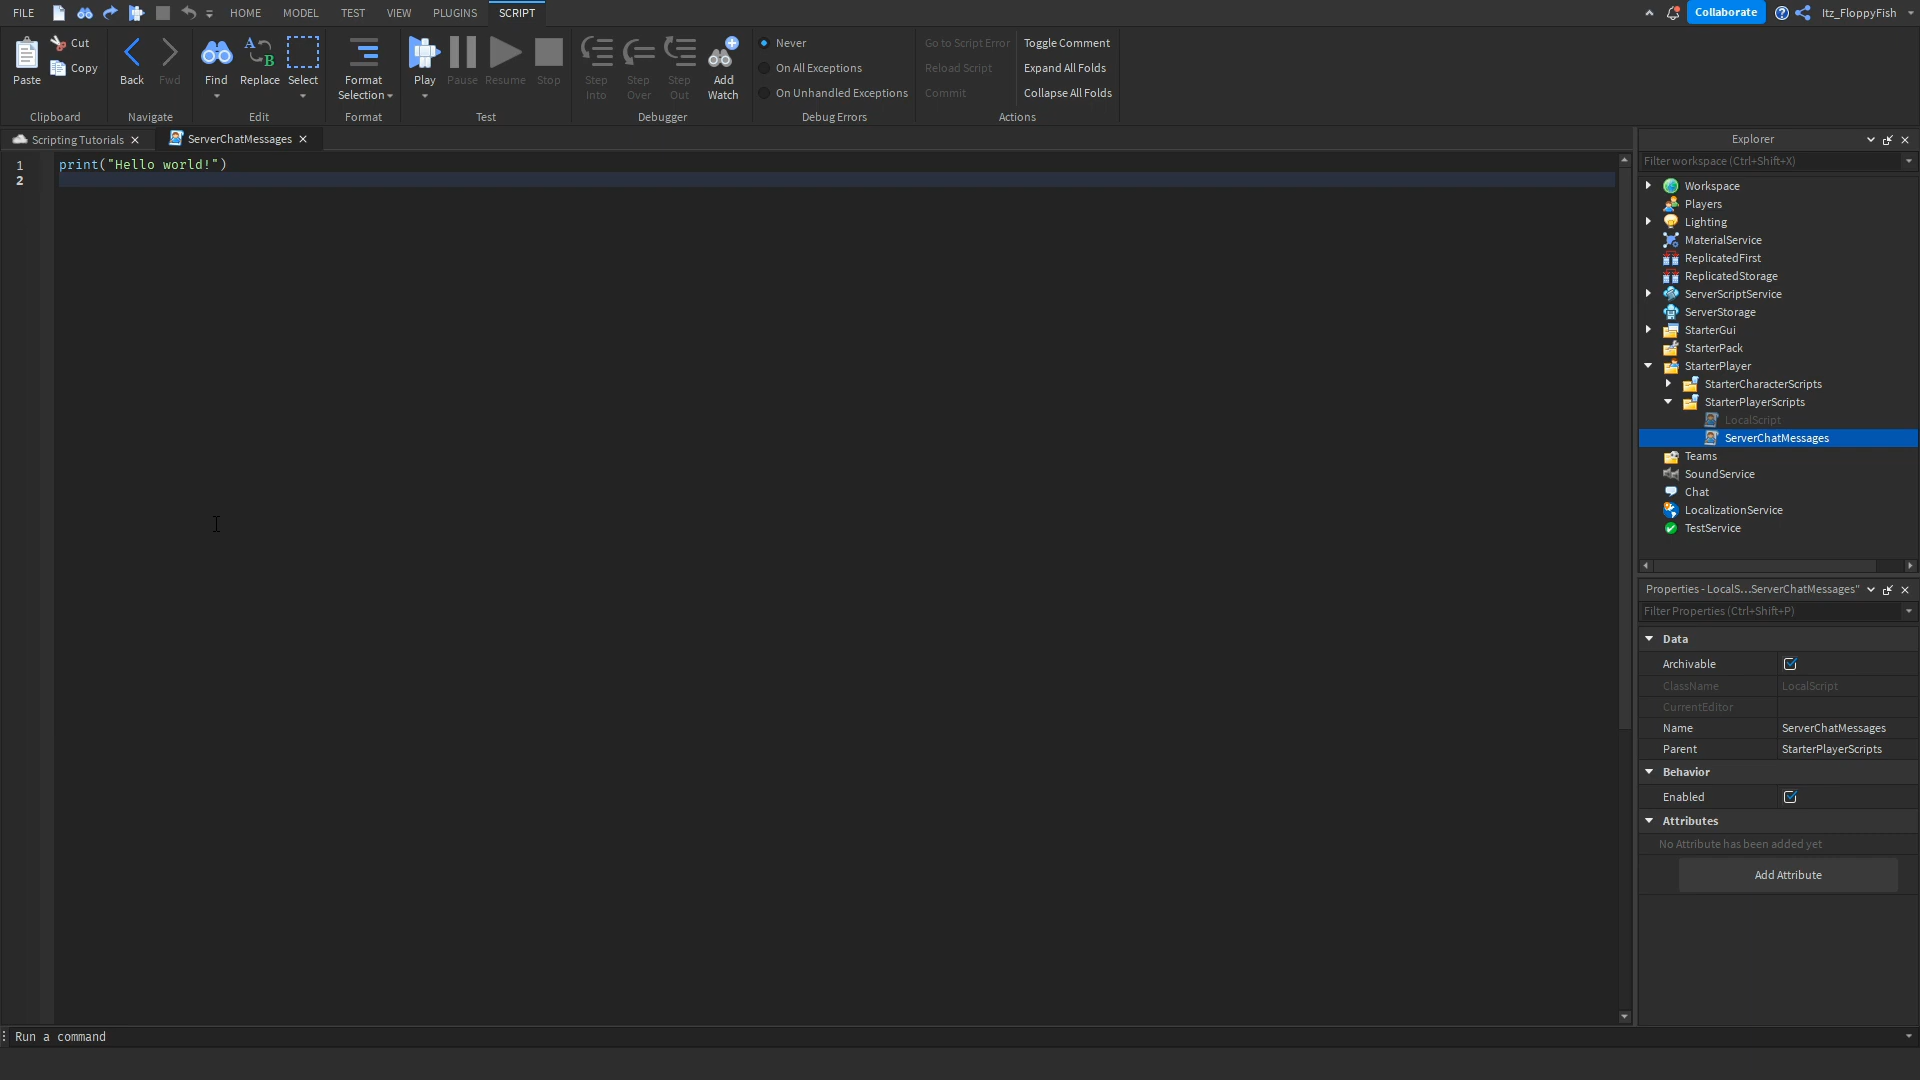 FILE HOME MODEL TEST VIEW PLUGINS SCRIPT Collaborate Itz_FloppyFish
Paste Cut Copy
Clipboard
Back Fwd
Navigate
Find Replace Select
Edit
Format Selection
Format
Play Pause Resume Stop
Test
Step Into Step Over Step Out Add Watch
Debugger
Never
On All Exceptions
On Unhandled Exceptions
Debug Errors
Go to Script Error Toggle Comment
Reload Script Expand All Folds
Commit Collapse All Folds
Actions
Scripting Tutorials ServerChatMessages
1 print("Hello world!")
2
Explorer
Filter workspace (Ctrl+Shift+X)
Workspace
Players
Lighting
MaterialService
ReplicatedFirst
ReplicatedStorage
ServerScriptService
ServerStorage
StarterGui
StarterPack
StarterPlayer
StarterCharacterScripts
StarterPlayerScripts
LocalScript
ServerChatMessages
Teams
SoundService
Chat
LocalizationService
TestService
Properties - LocalS...ServerChatMessages"
Filter Properties (Ctrl+Shift+P)
Data
Archivable
ClassName LocalScript
CurrentEditor
Name ServerChatMessages
Parent StarterPlayerScripts
Behavior
Enabled
Attributes
No Attribute has been added yet
Add Attribute
Run a command